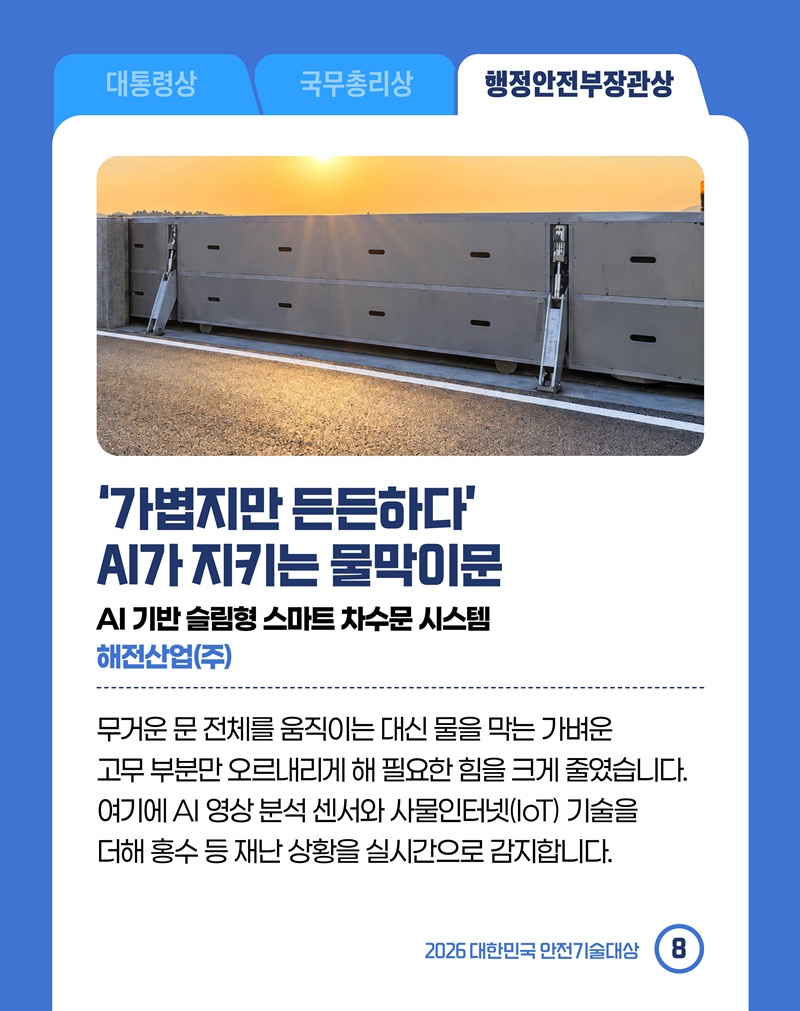 대통령상
국무총리상
행정안전부장관상
‘가볍지만 든든하다’
AI가 지키는 물막이문
AI 기반 슬림형 스마트 차수문 시스템
해전산업(주)
무거운 문 전체를 움직이는 대신 물을 막는 가벼운
고무 부분만 오르내리게 해 필요한 힘을 크게 줄였습니다.
여기에 AI 영상 분석 센서와 사물인터넷(IoT) 기술을
더해 홍수 등 재난 상황을 실시간으로 감지합니다.
2026 대한민국 안전기술대상
8